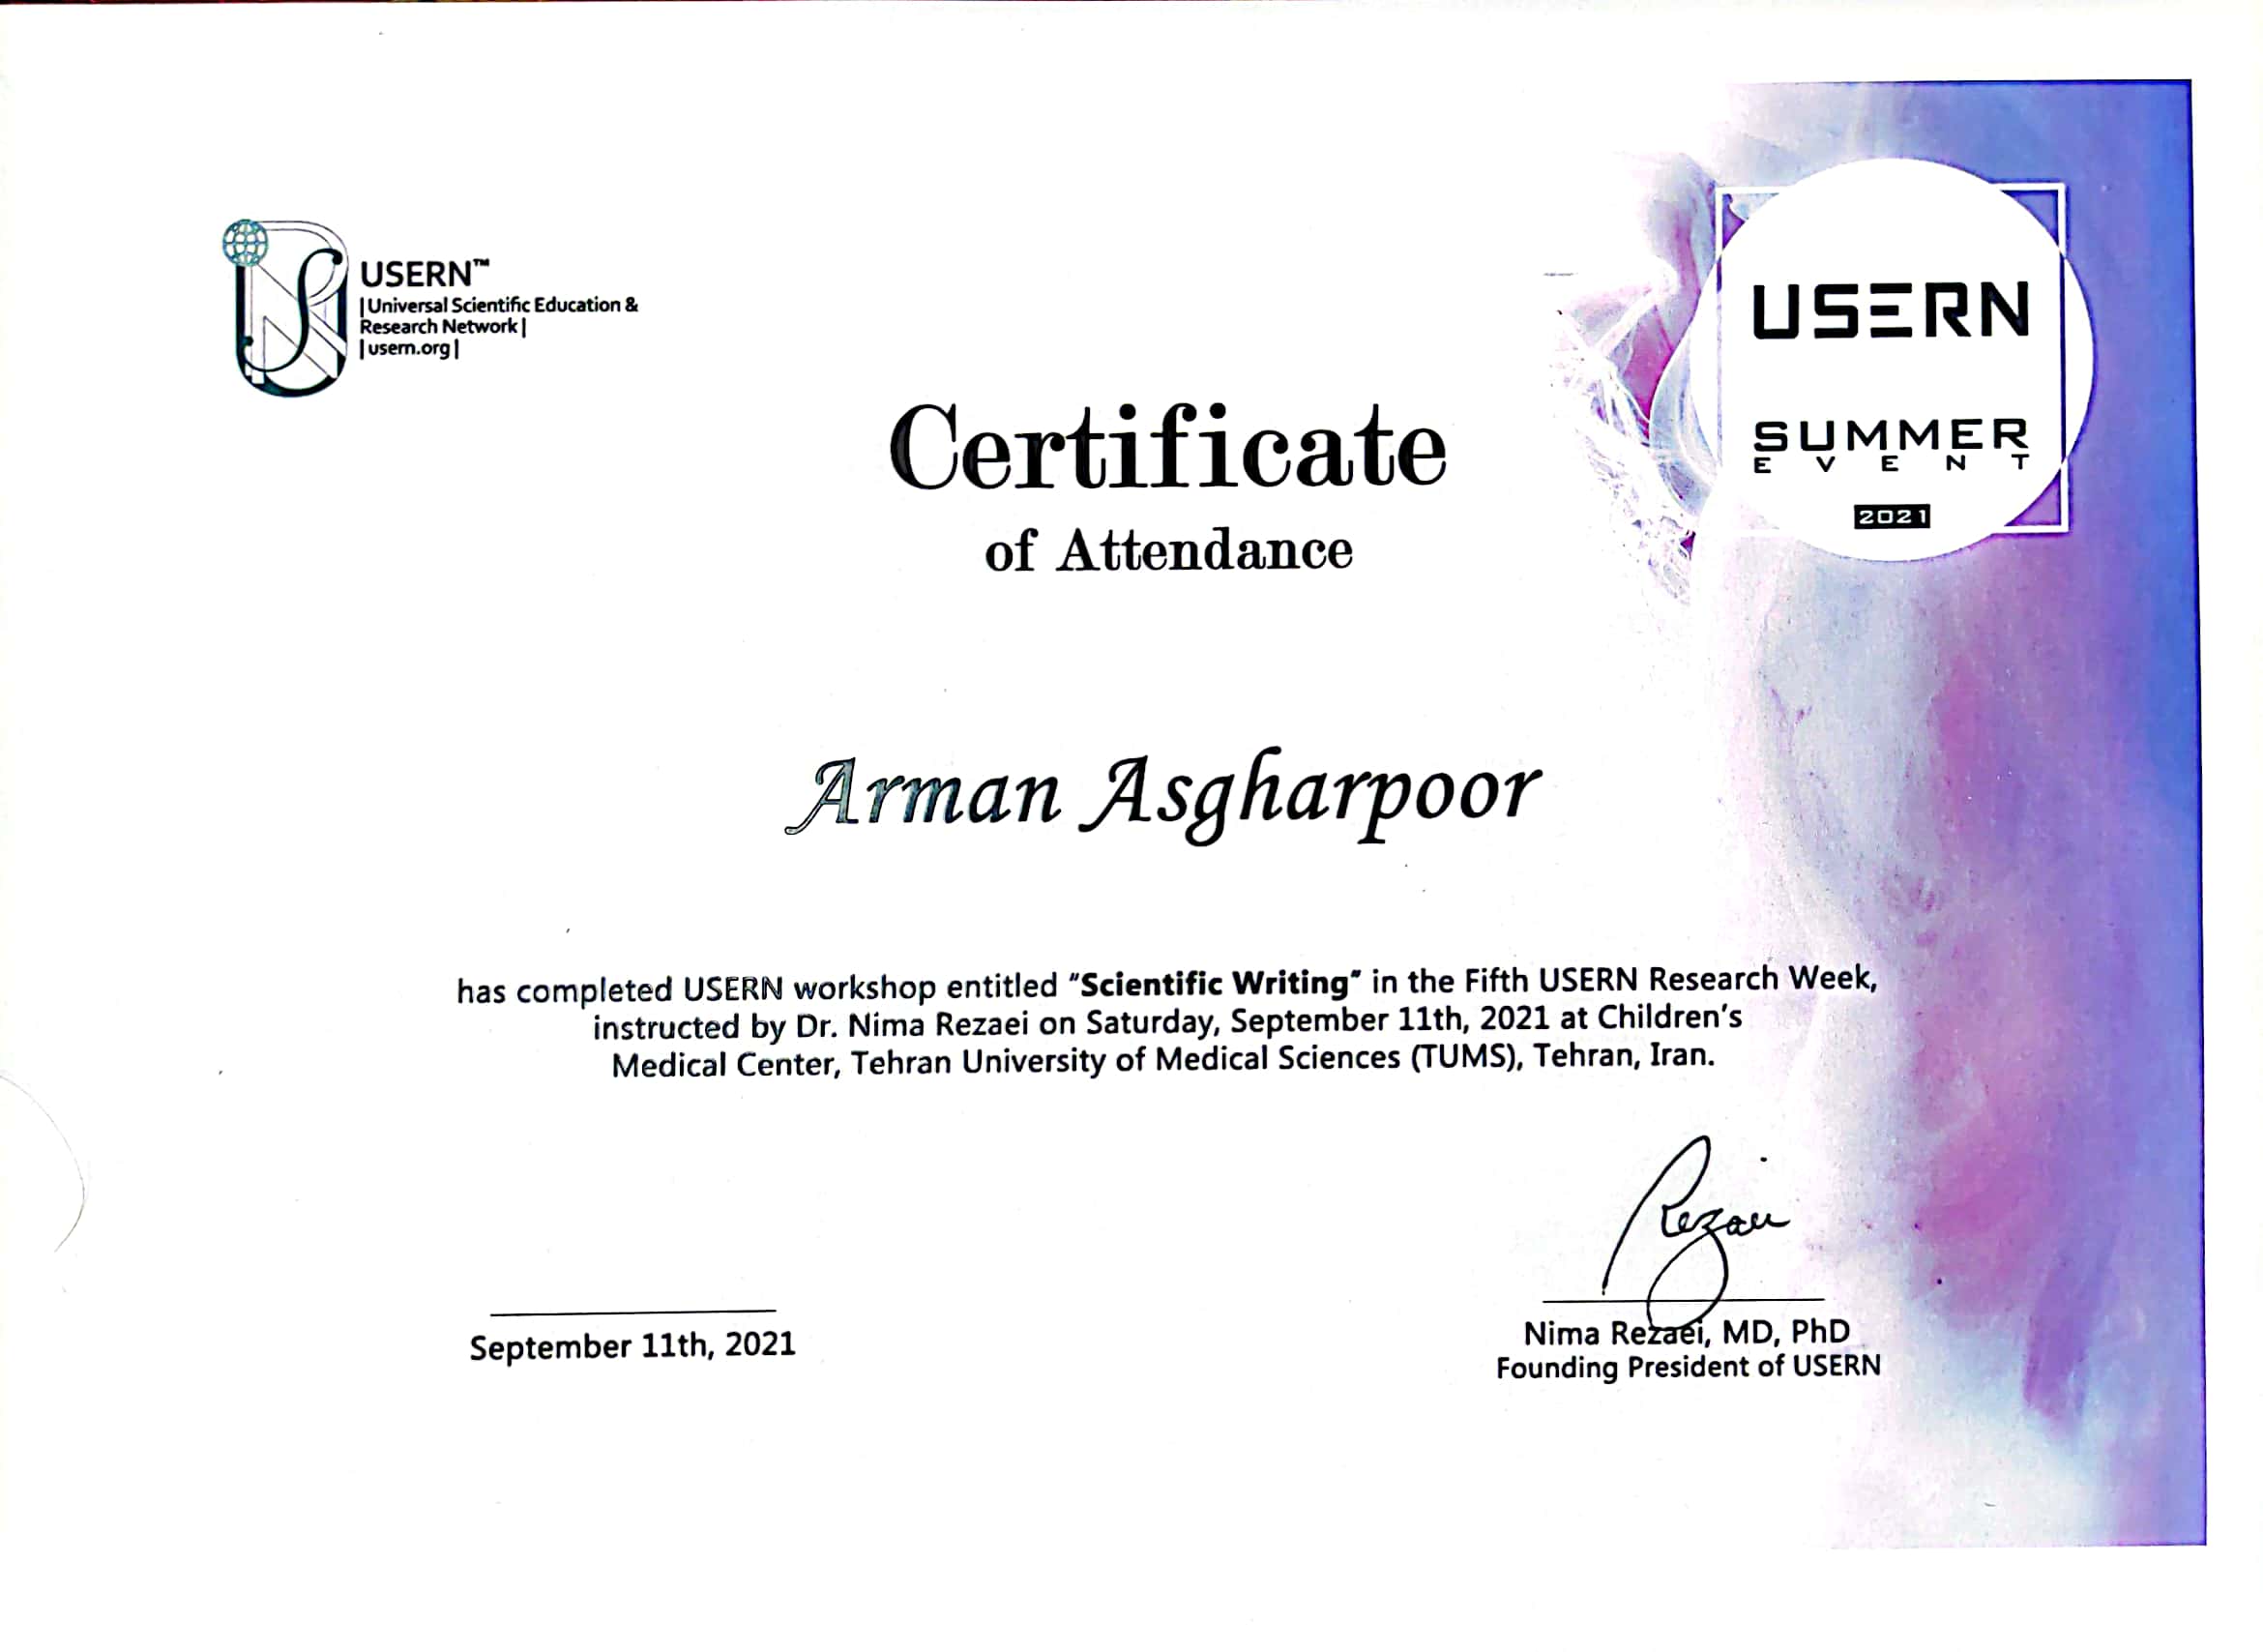 USERN™
|Universal Scientific Education &
Research Network|
|usern.org|
USERN
SUMMER
EVENT
2021
Certificate
of Attendance
Arman Asgharpoor
has completed USERN workshop entitled “Scientific Writing” in the Fifth USERN Research Week,
instructed by Dr. Nima Rezaei on Saturday, September 11th, 2021 at Children’s
Medical Center, Tehran University of Medical Sciences (TUMS), Tehran, Iran.
September 11th, 2021
Rezaei
Nima Rezaei, MD, PhD
Founding President of USERN